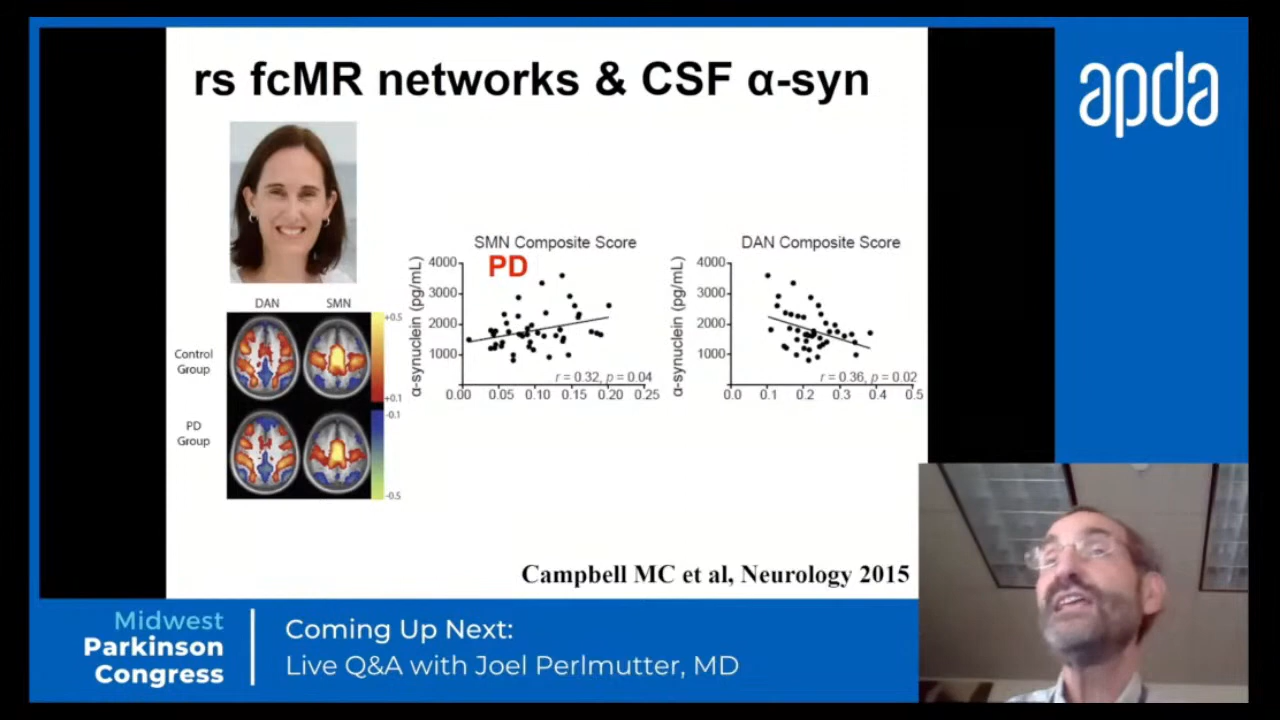 rs fcMR networks & CSF α-syn
apda
DAN SMN
Control
Group
PD
Group
+0.5
+0.1
-0.1
-0.5
SMN Composite Score
PD
α-synuclein (pg/mL)
4000
3000
2000
1000
r = 0.32, p = 0.04
0.00 0.05 0.10 0.15 0.20 0.25
DAN Composite Score
α-synuclein (pg/mL)
4000
3000
2000
1000
r = 0.36, p = 0.02
0.0 0.1 0.2 0.3 0.4 0.5
Campbell MC et al, Neurology 2015
Midwest
Parkinson
Congress
Coming Up Next:
Live Q&A with Joel Perlmutter, MD